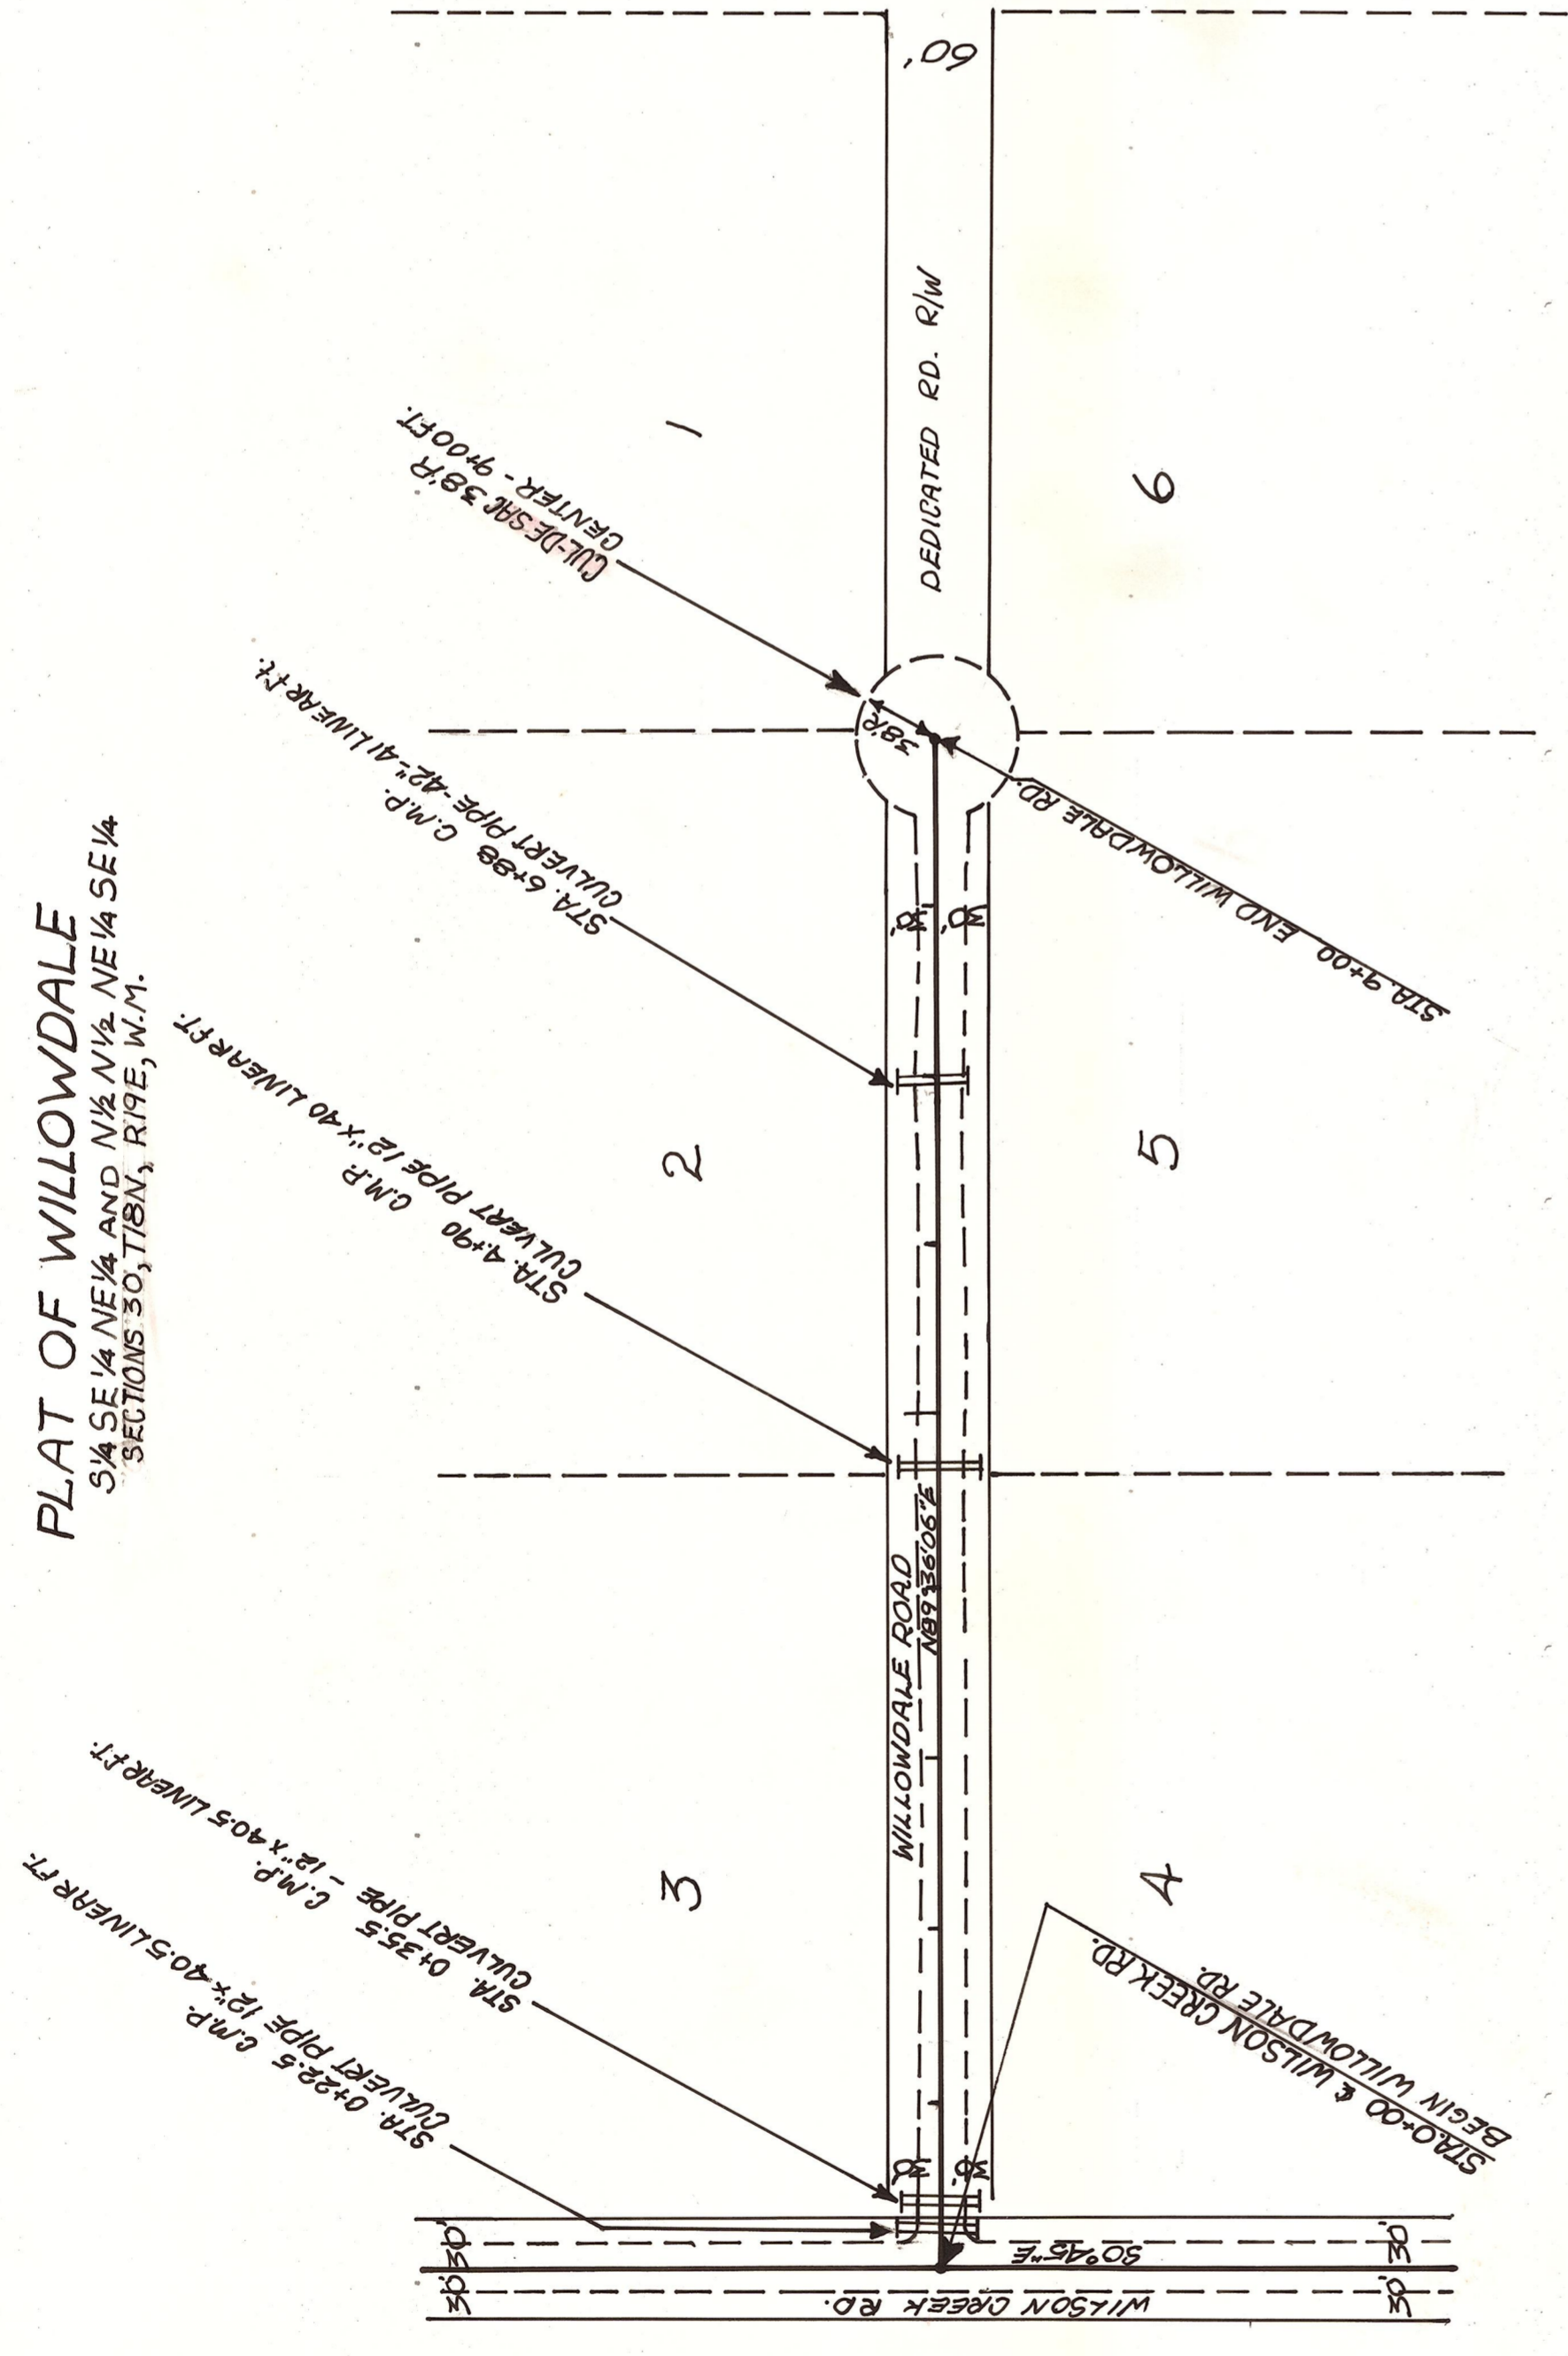 PLAT OF WILLOWDALE
S¼ SE¼ NE¼ AND N½ N½ NE¼ SE¼
SECTIONS 30, T18N, R19E, W.M.
STA. 0+22.5 C.M.P.
CULVERT PIPE 12" X 40.5 LINEAR FT.
STA. 0+35.5 C.M.P.
CULVERT PIPE - 12" X 40.5 LINEAR FT.
STA. 4+90 C.M.P.
CULVERT PIPE 12" X 40 LINEAR FT.
STA. 6+88 C.M.P.
CULVERT PIPE - 42" - 41 LINEAR FT.
CUL-DE SAC 38'R
CENTER - 9+00 FT.
3
2
1
30'
30'
WILLOWDALE ROAD
N89°36'06"E
38'R
DEDICATED RD. R/W
60'
WILSON CREEK RD.
S0°45"E
30'
30'
4
5
6
STA. 0+00 ℄ WILSON CREEK RD.
BEGIN WILLOWDALE RD.
STA. 9+00 END WILLOWDALE RD.